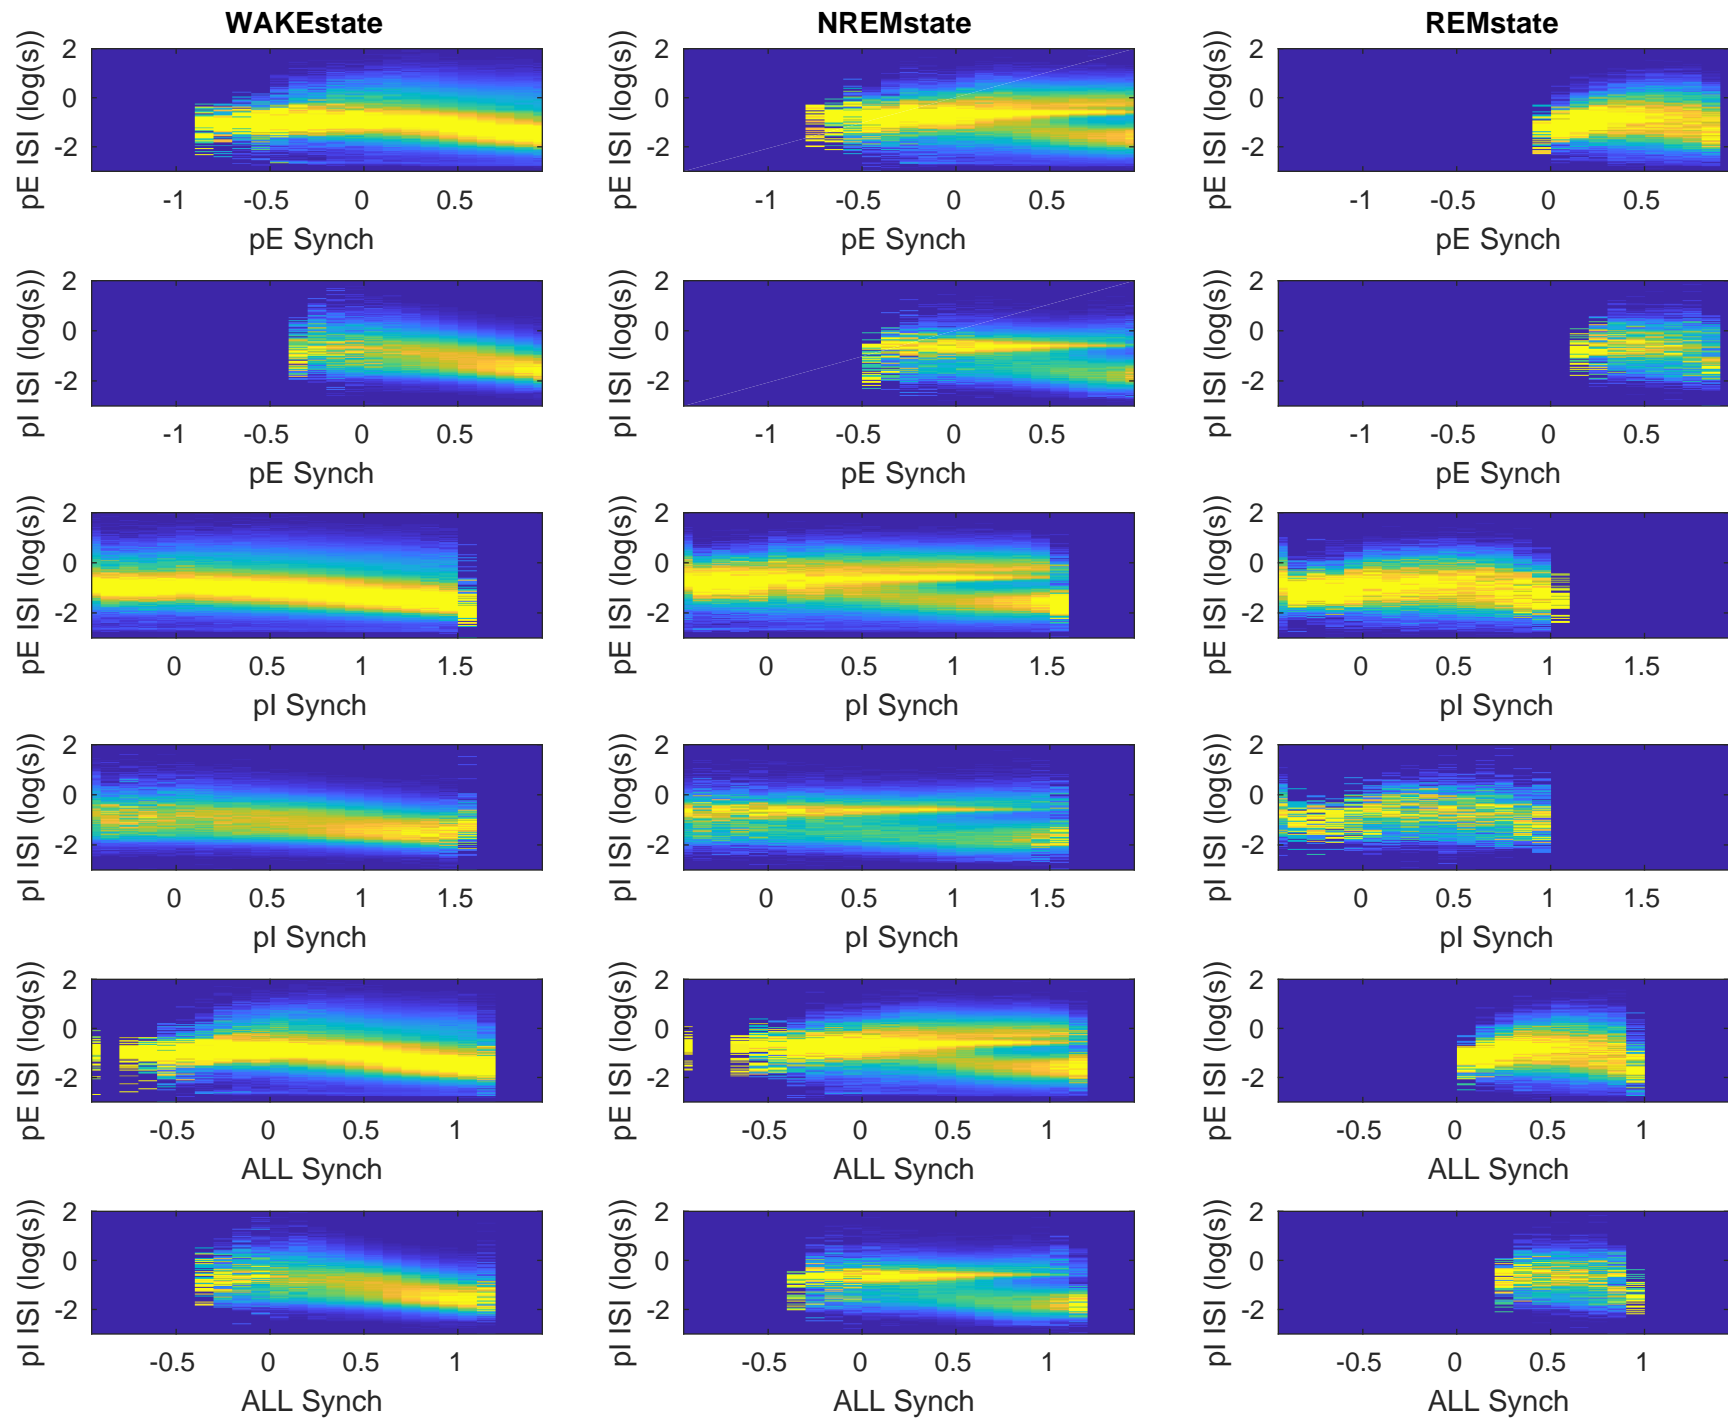 WAKEstate NREMstate REMstate
pE ISI (log(s)) 2 0 -2 pE ISI (log(s)) 2 0 -2 pE ISI (log(s)) 2 0 -2
-1 -0.5 0 0.5 -1 -0.5 0 0.5 -1 -0.5 0 0.5
pE Synch pE Synch pE Synch
pI ISI (log(s)) 2 0 -2 pI ISI (log(s)) 2 0 -2 pI ISI (log(s)) 2 0 -2
-1 -0.5 0 0.5 -1 -0.5 0 0.5 -1 -0.5 0 0.5
pE Synch pE Synch pE Synch
pE ISI (log(s)) 2 0 -2 pE ISI (log(s)) 2 0 -2 pE ISI (log(s)) 2 0 -2
0 0.5 1 1.5 0 0.5 1 1.5 0 0.5 1 1.5
pI Synch pI Synch pI Synch
pI ISI (log(s)) 2 0 -2 pI ISI (log(s)) 2 0 -2 pI ISI (log(s)) 2 0 -2
0 0.5 1 1.5 0 0.5 1 1.5 0 0.5 1 1.5
pI Synch pI Synch pI Synch
pE ISI (log(s)) 2 0 -2 pE ISI (log(s)) 2 0 -2 pE ISI (log(s)) 2 0 -2
-0.5 0 0.5 1 -0.5 0 0.5 1 -0.5 0 0.5 1
ALL Synch ALL Synch ALL Synch
pI ISI (log(s)) 2 0 -2 pI ISI (log(s)) 2 0 -2 pI ISI (log(s)) 2 0 -2
-0.5 0 0.5 1 -0.5 0 0.5 1 -0.5 0 0.5 1
ALL Synch ALL Synch ALL Synch